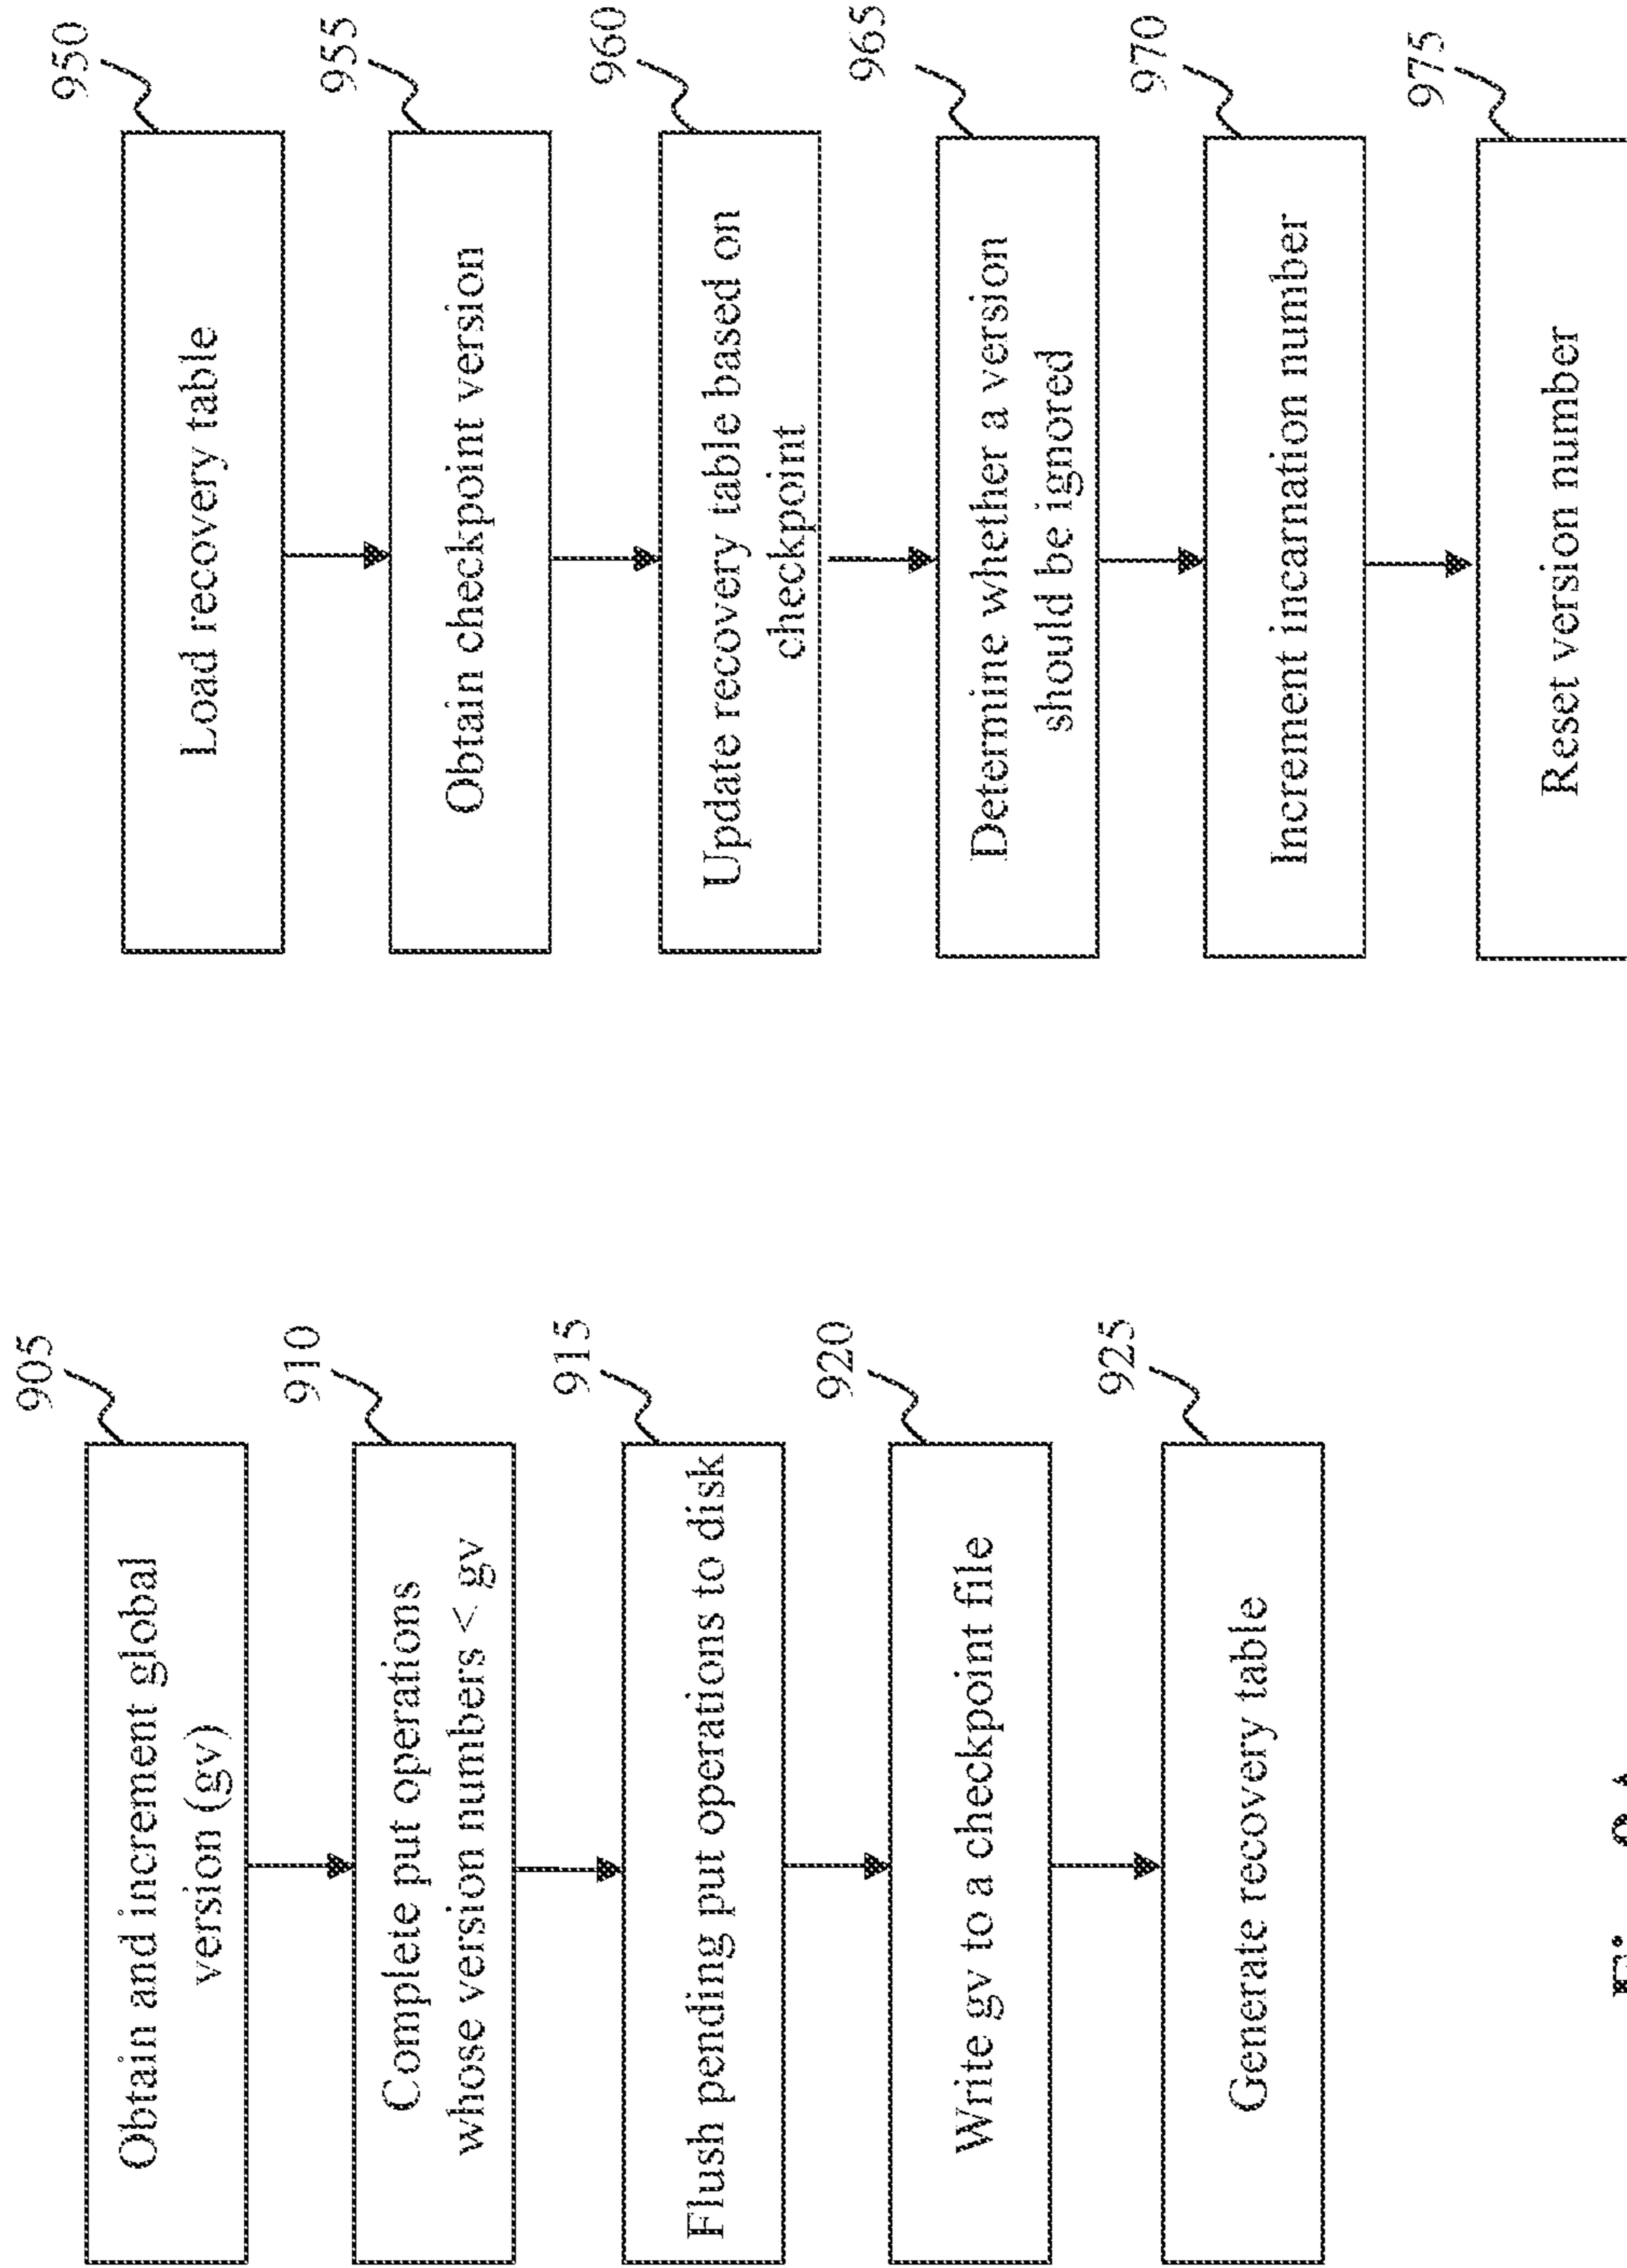 905
Obtain and increment global
version (gv)
910
Complete put operations
whose version numbers < gv
915
Flush pending put operations to disk
920
Write gv to a checkpoint file
925
Generate recovery table
950
Load recovery table
955
Obtain checkpoint version
960
Update recovery table based on
checkpoint
965
Determine whether a version
should be ignored
970
Increment incarnation number
975
Reset version number